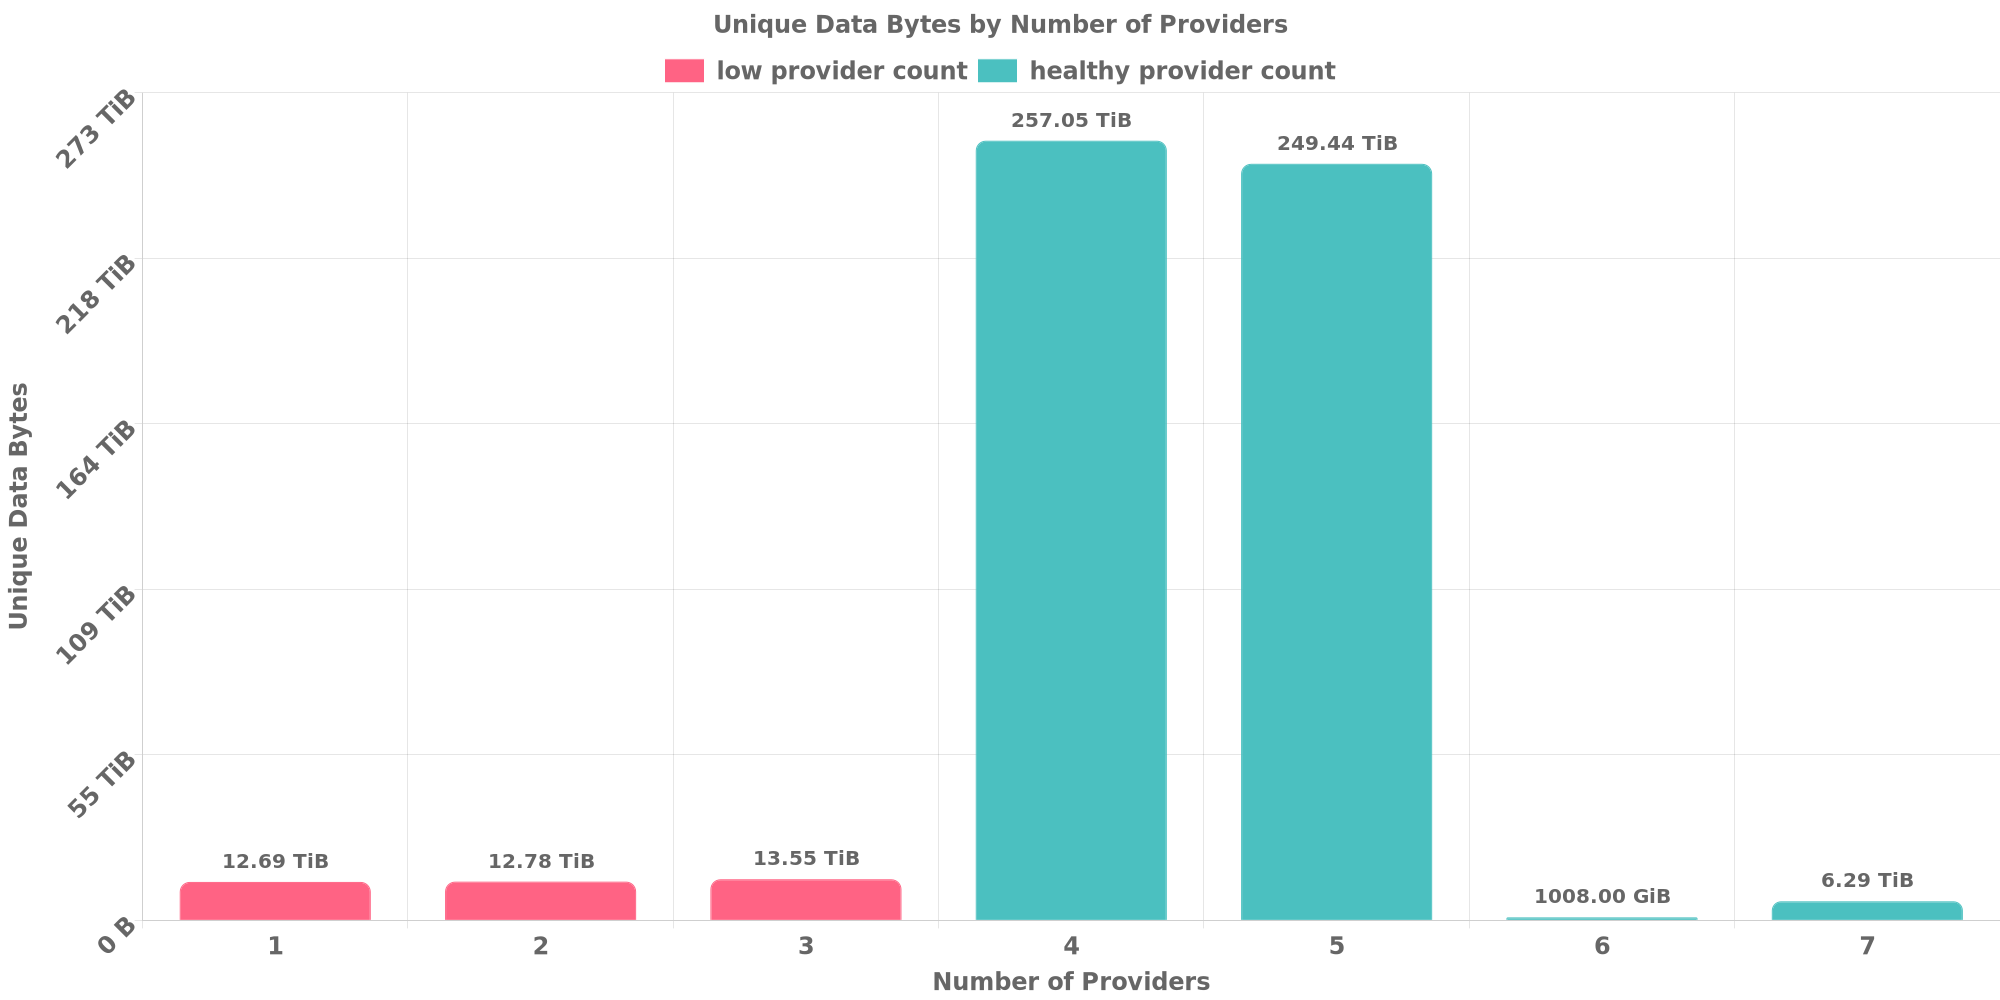 Unique Data Bytes by Number of Providers
low provider count healthy provider count
273 TiB
218 TiB
164 TiB
109 TiB
55 TiB
0 B
Unique Data Bytes
12.69 TiB
12.78 TiB
13.55 TiB
257.05 TiB
249.44 TiB
1008.00 GiB
6.29 TiB
1 2 3 4 5 6 7
Number of Providers